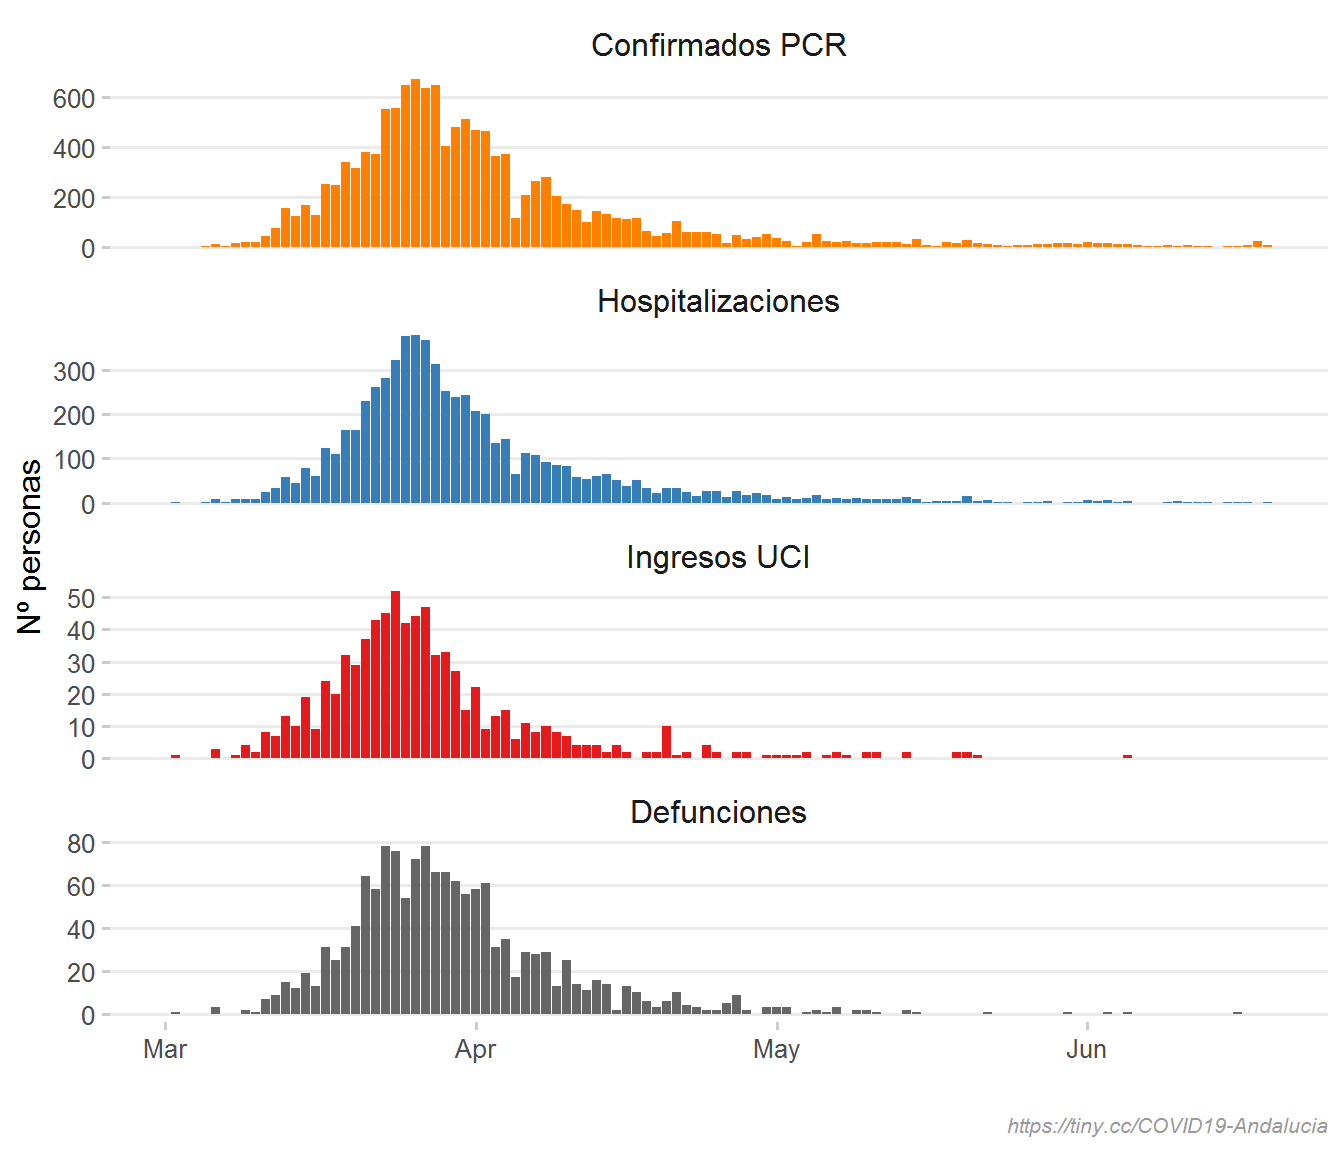 Confirmados PCR
600
400
200
0
Hospitalizaciones
300
200
100
0
Nº personas
Ingresos UCI
50
40
30
20
10
0
Defunciones
80
60
40
20
0
Mar Apr May Jun
https://tiny.cc/COVID19-Andalucia